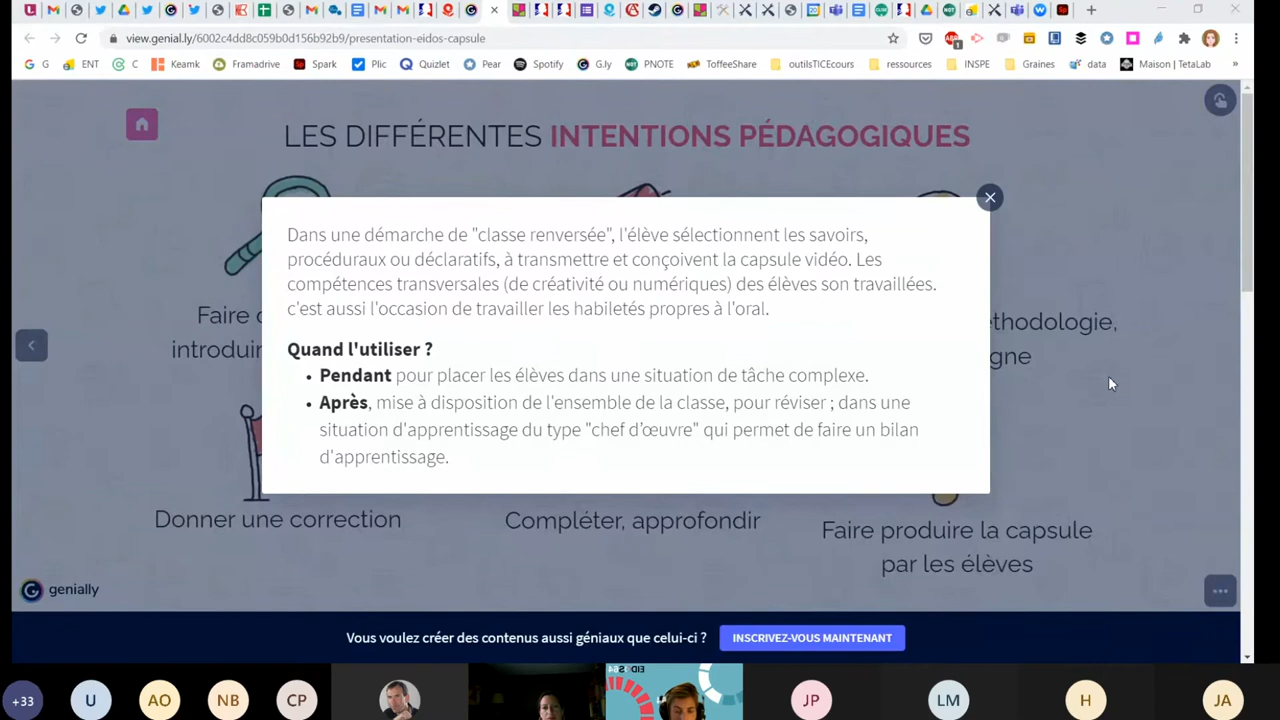 view.genial.ly/6002c4dd8c059b0d156b92b9/presentation-eidos-capsule
G ENT C Keamk Framadrive Spark Plic Quizlet Pear Spotify G.ly PNOTE ToffeeShare outilsTICEcours ressources INSPE Graines data Maison | TetaLab »
LES DIFFÉRENTES INTENTIONS PÉDAGOGIQUES
Dans une démarche de "classe renversée", l'élève sélectionnent les savoirs,
procéduraux ou déclaratifs, à transmettre et conçoivent la capsule vidéo. Les
compétences transversales (de créativité ou numériques) des élèves son travaillées.
c'est aussi l'occasion de travailler les habiletés propres à l'oral.
Quand l'utiliser ?
• Pendant pour placer les élèves dans une situation de tâche complexe.
• Après, mise à disposition de l'ensemble de la classe, pour réviser ; dans une
situation d'apprentissage du type "chef d'œuvre" qui permet de faire un bilan
d'apprentissage.
Faire
introdui
thodologie,
gne
Donner une correction
Compléter, approfondir
Faire produire la capsule
par les élèves
genially
Vous voulez créer des contenus aussi géniaux que celui-ci ? INSCRIVEZ-VOUS MAINTENANT
+33 U AO NB CP JP LM H JA